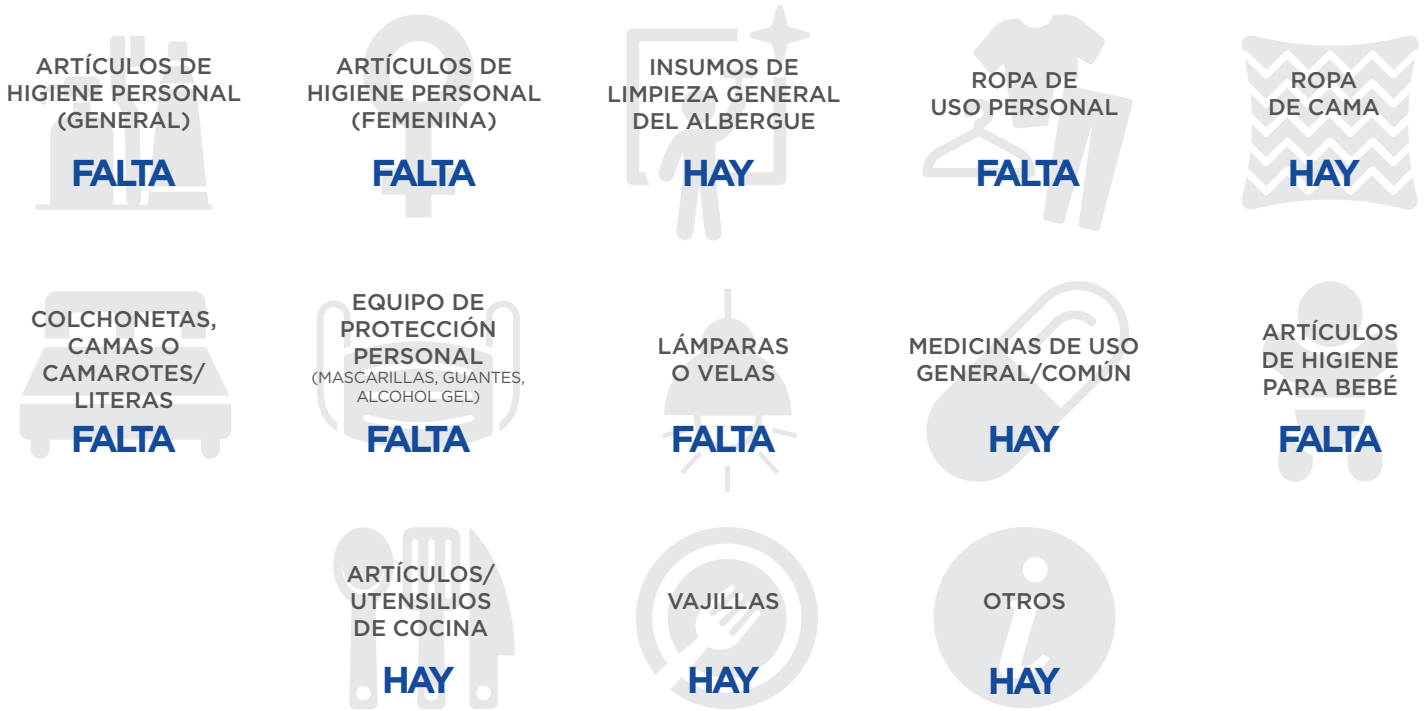 ARTÍCULOS DE
HIGIENE PERSONAL
(GENERAL)
FALTA
ARTÍCULOS DE
HIGIENE PERSONAL
(FEMENINA)
FALTA
INSUMOS DE
LIMPIEZA GENERAL
DEL ALBERGUE
HAY
ROPA DE
USO PERSONAL
FALTA
ROPA
DE CAMA
HAY
COLCHONETAS,
CAMAS O
CAMAROTES/
LITERAS
FALTA
EQUIPO DE
PROTECCIÓN
PERSONAL
(MASCARILLAS, GUANTES,
ALCOHOL GEL)
FALTA
LÁMPARAS
O VELAS
FALTA
MEDICINAS DE USO
GENERAL/COMÚN
HAY
ARTÍCULOS
DE HIGIENE
PARA BEBÉ
FALTA
ARTÍCULOS/
UTENSILIOS
DE COCINA
HAY
VAJILLAS
HAY
OTROS
HAY